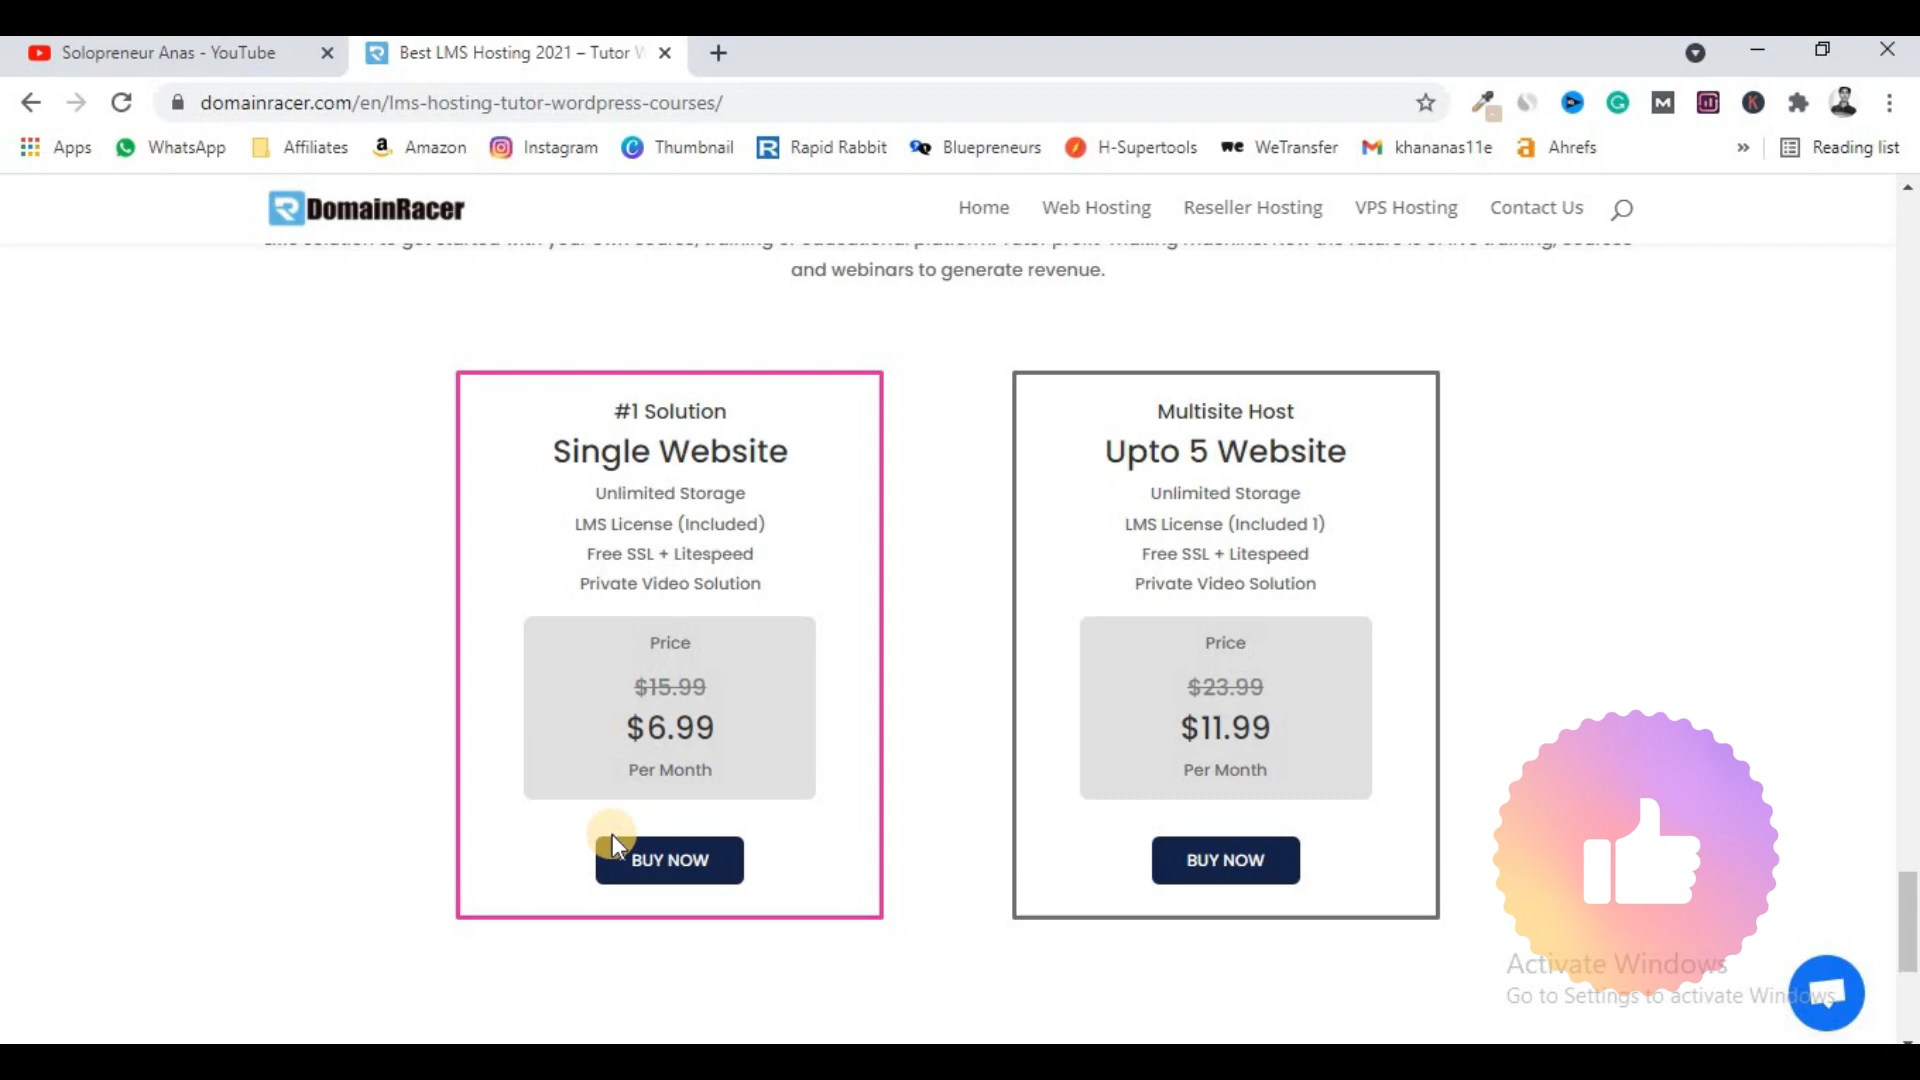 Solopreneur Anas - YouTube
Best LMS Hosting 2021 – Tutor W
domainracer.com/en/lms-hosting-tutor-wordpress-courses/
Apps
WhatsApp
Affiliates
Amazon
Instagram
Thumbnail
Rapid Rabbit
Bluepreneurs
H-Supertools
WeTransfer
khananas11e
Ahrefs
Reading list
DomainRacer
Home
Web Hosting
Reseller Hosting
VPS Hosting
Contact Us
and webinars to generate revenue.
#1 Solution
Single Website
Unlimited Storage
LMS License (Included)
Free SSL + Litespeed
Private Video Solution
Price
$15.99
$6.99
Per Month
BUY NOW
Multisite Host
Upto 5 Website
Unlimited Storage
LMS License (Included 1)
Free SSL + Litespeed
Private Video Solution
Price
$23.99
$11.99
Per Month
BUY NOW
Activate Windows
Go to Settings to activate Windows.